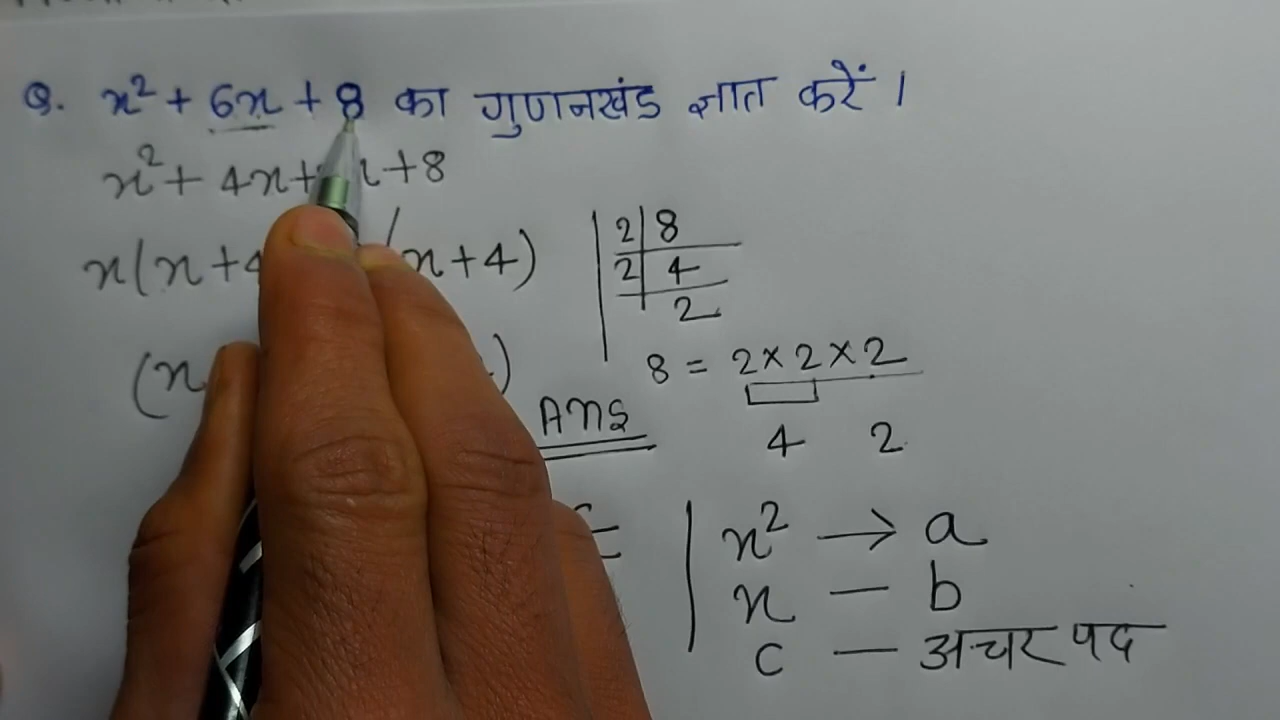 Q. x² + 6x + 8 का गुणनखंड ज्ञात करें।
x² + 4x + x + 8
x(x+4 (x+4)
(x )
Ans
2 | 8
2 | 4
2
8 = 2×2×2
4 2
x² → a
x — b
c — अचर पद